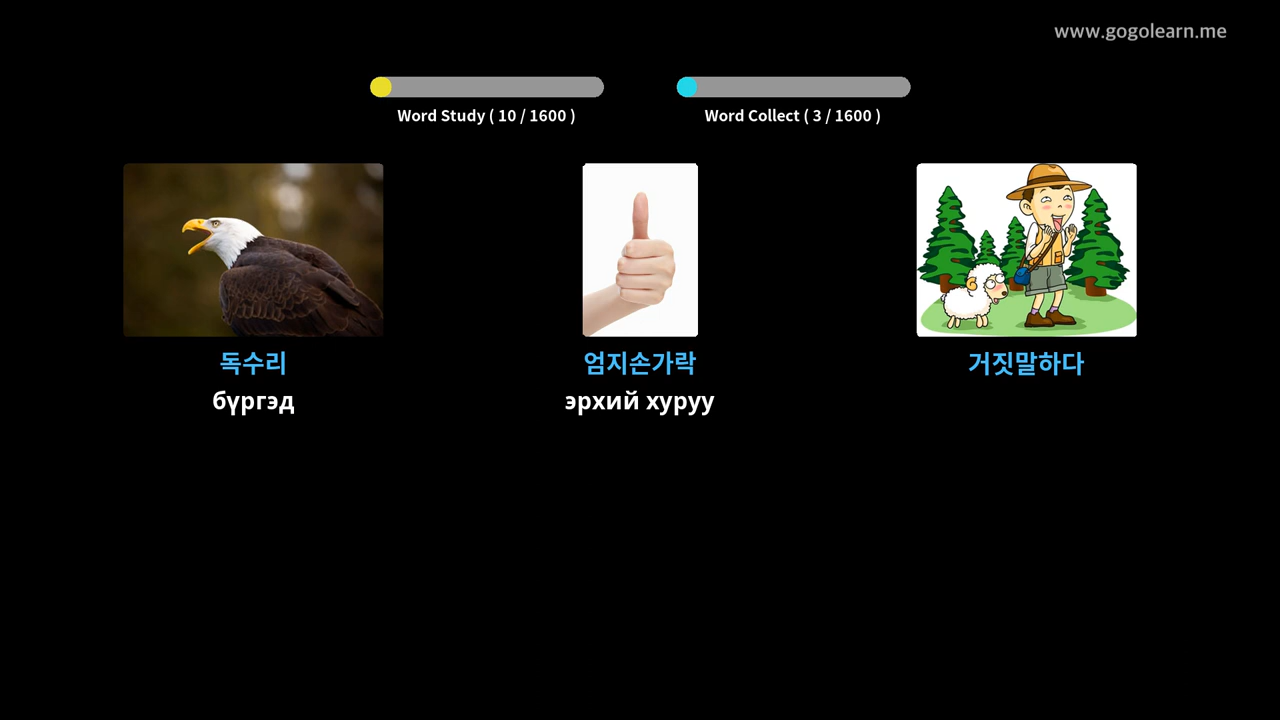 www.gogolearn.me
Word Study ( 10 / 1600 )
Word Collect ( 3 / 1600 )
독수리
엄지손가락
거짓말하다
бүргэд
эрхий хуруу